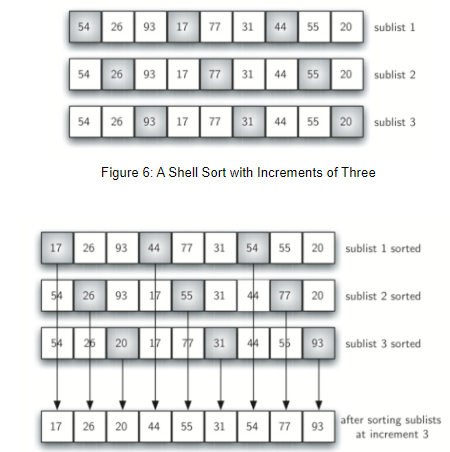 54 26 93 17 77 31 44 55 20 sublist 1
54 26 93 17 77 31 44 55 20 sublist 2
54 26 93 17 77 31 44 55 20 sublist 3
Figure 6: A Shell Sort with Increments of Three
17 26 93 44 77 31 54 55 20 sublist 1 sorted
54 26 93 17 55 31 44 77 20 sublist 2 sorted
54 26 20 17 77 31 44 55 93 sublist 3 sorted
17 26 20 44 55 31 54 77 93 after sorting sublists
at increment 3